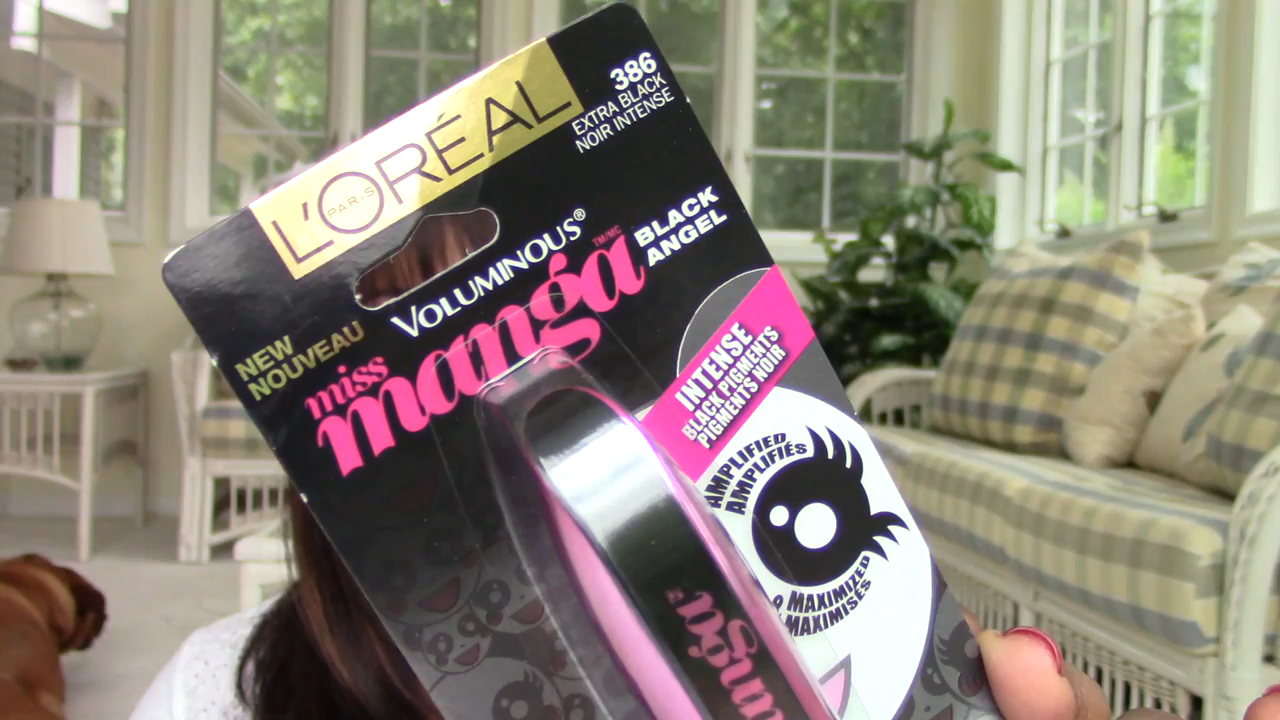 L'ORÉAL
PARIS
386
EXTRA BLACK
NOIR INTENSE
NEW
NOUVEAU
VOLUMINOUS®
miss
manga TM/MC
BLACK
ANGEL
INTENSE
BLACK PIGMENTS
PIGMENTS NOIR
AMPLIFIED
AMPLIFIÉS
& MAXIMIZED
& MAXIMISÉS